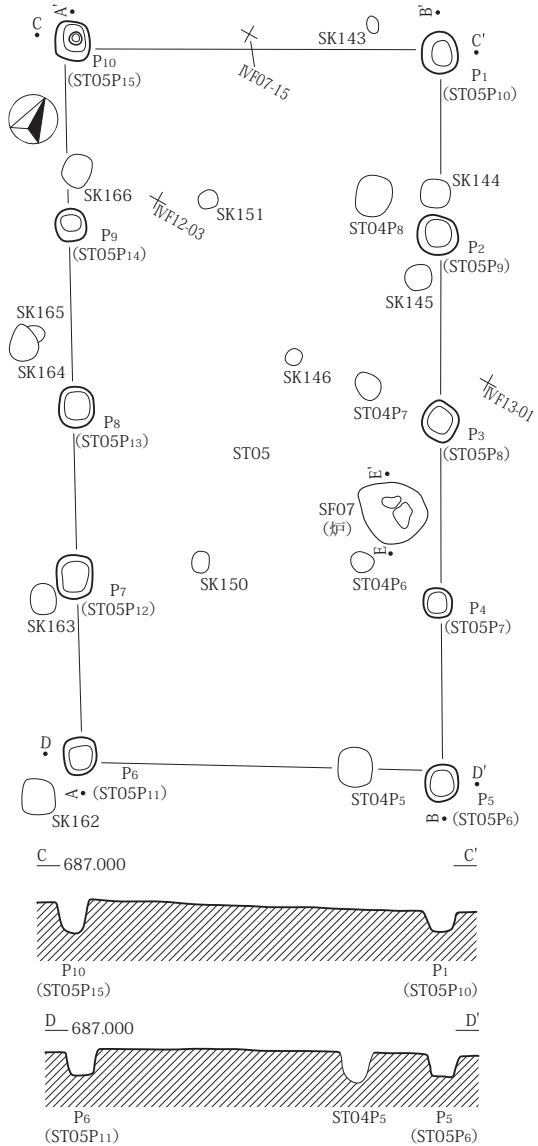 C
A'
P10
(ST05P15)
IVF07-15
SK143
B'
C'
P1
(ST05P10)
SK166
IVF12-03
SK151
ST04P8
SK144
P9
(ST05P14)
P2
(ST05P9)
SK145
SK165
SK164
SK146
ST04P7
IVF13-01
P8
(ST05P13)
P3
(ST05P8)
ST05
E'
SF07
(炉)
E
SK150
ST04P6
P7
(ST05P12)
SK163
P4
(ST05P7)
D
P6
(ST05P11)
A
SK162
ST04P5
D'
P5
(ST05P6)
B
C 687.000 C'
P10 P1
(ST05P15) (ST05P10)
D 687.000 D'
P6 ST04P5 P5
(ST05P11) (ST05P6)